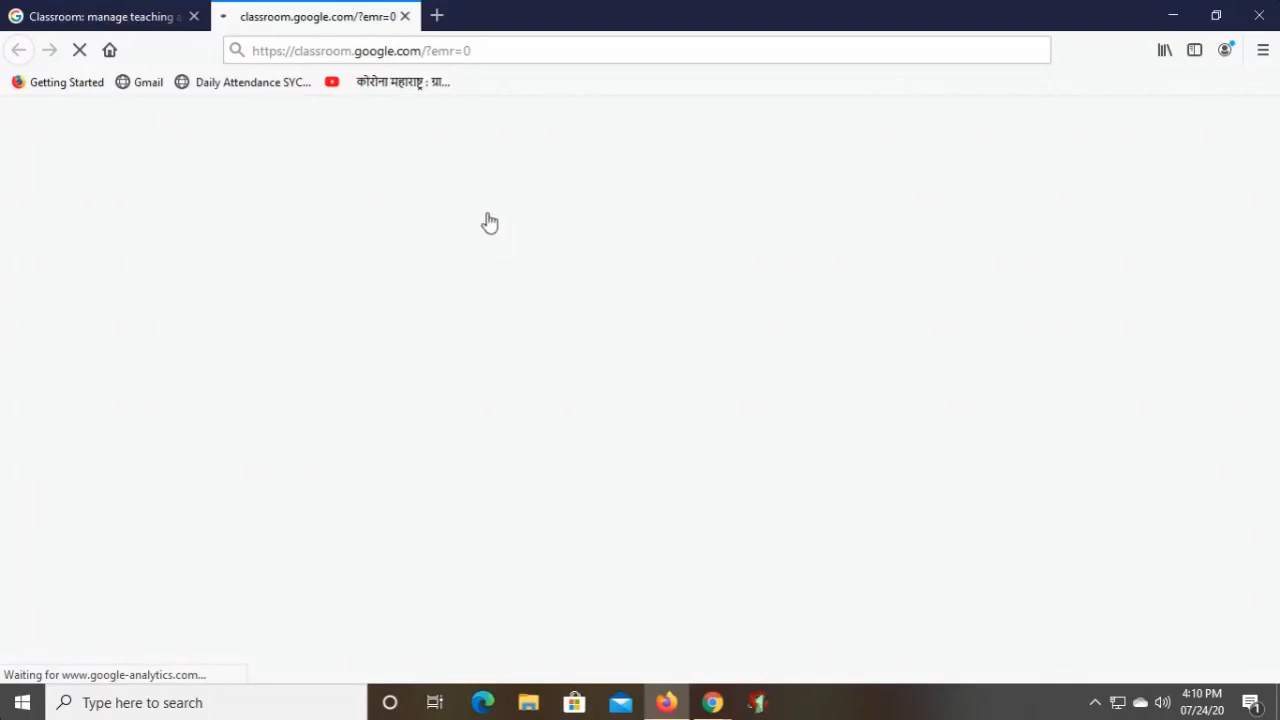 Classroom: manage teaching a
classroom.google.com/?emr=0
https://classroom.google.com/?emr=0
Getting Started
Gmail
Daily Attendance SYC...
कोरोना महाराष्ट्र : ग्रा...
Waiting for www.google-analytics.com...
Type here to search
4:10 PM
07/24/20
1